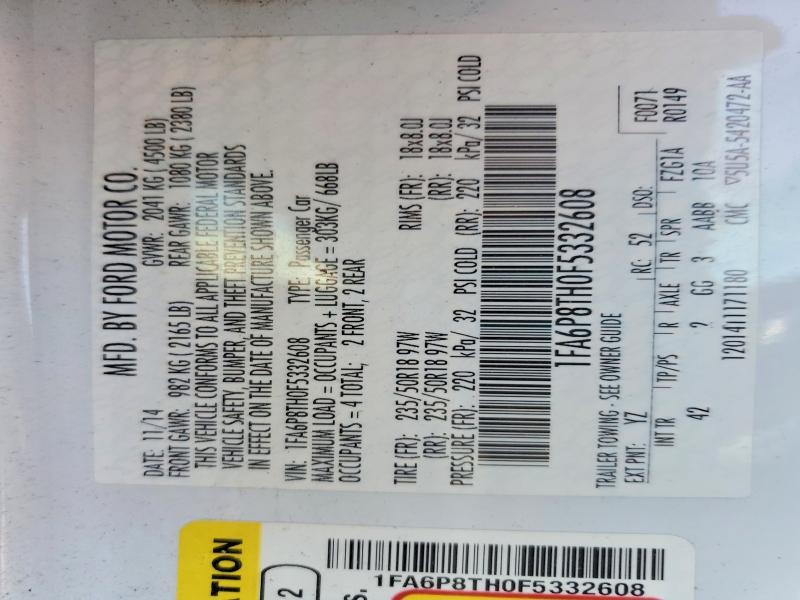 MFD. BY FORD MOTOR CO.
DATE: 11/14 GVWR: 2041 KG (4500 LB)
FRONT GAWR: 982 KG (2165 LB) REAR GAWR: 1080 KG (2380 LB)
THIS VEHICLE CONFORMS TO ALL APPLICABLE FEDERAL MOTOR
VEHICLE SAFETY, BUMPER, AND THEFT PREVENTION STANDARDS
IN EFFECT ON THE DATE OF MANUFACTURE SHOWN ABOVE.
VIN: 1FA6P8TH0F5332608 TYPE: Passenger Car
MAXIMUM LOAD = OCCUPANTS + LUGGAGE = 303KG/ 668LB
OCCUPANTS = 4 TOTAL; 2 FRONT, 2 REAR
TIRE (FR): 235/50R18 97W RIMS (FR): 18x8.0J
(RR): 235/50R18 97W (RR): 18x8.0J
PRESSURE (FR): 220 kPa/ 32 PSI COLD (RR): 220 kPa/ 32 PSI COLD
1FA6P8TH0F5332608
TRAILER TOWING - SEE OWNER GUIDE
EXT PNT: YZ RC: 52 DSO: F0071
INT TR TP/PS R AXLE TR SPR FZG1A R0149
42 2 GG 3 AABB 10A
12014111171180 CMC ▽5U5A-5420472-AA
ATION
2
S.
1FA6P8TH0F5332608